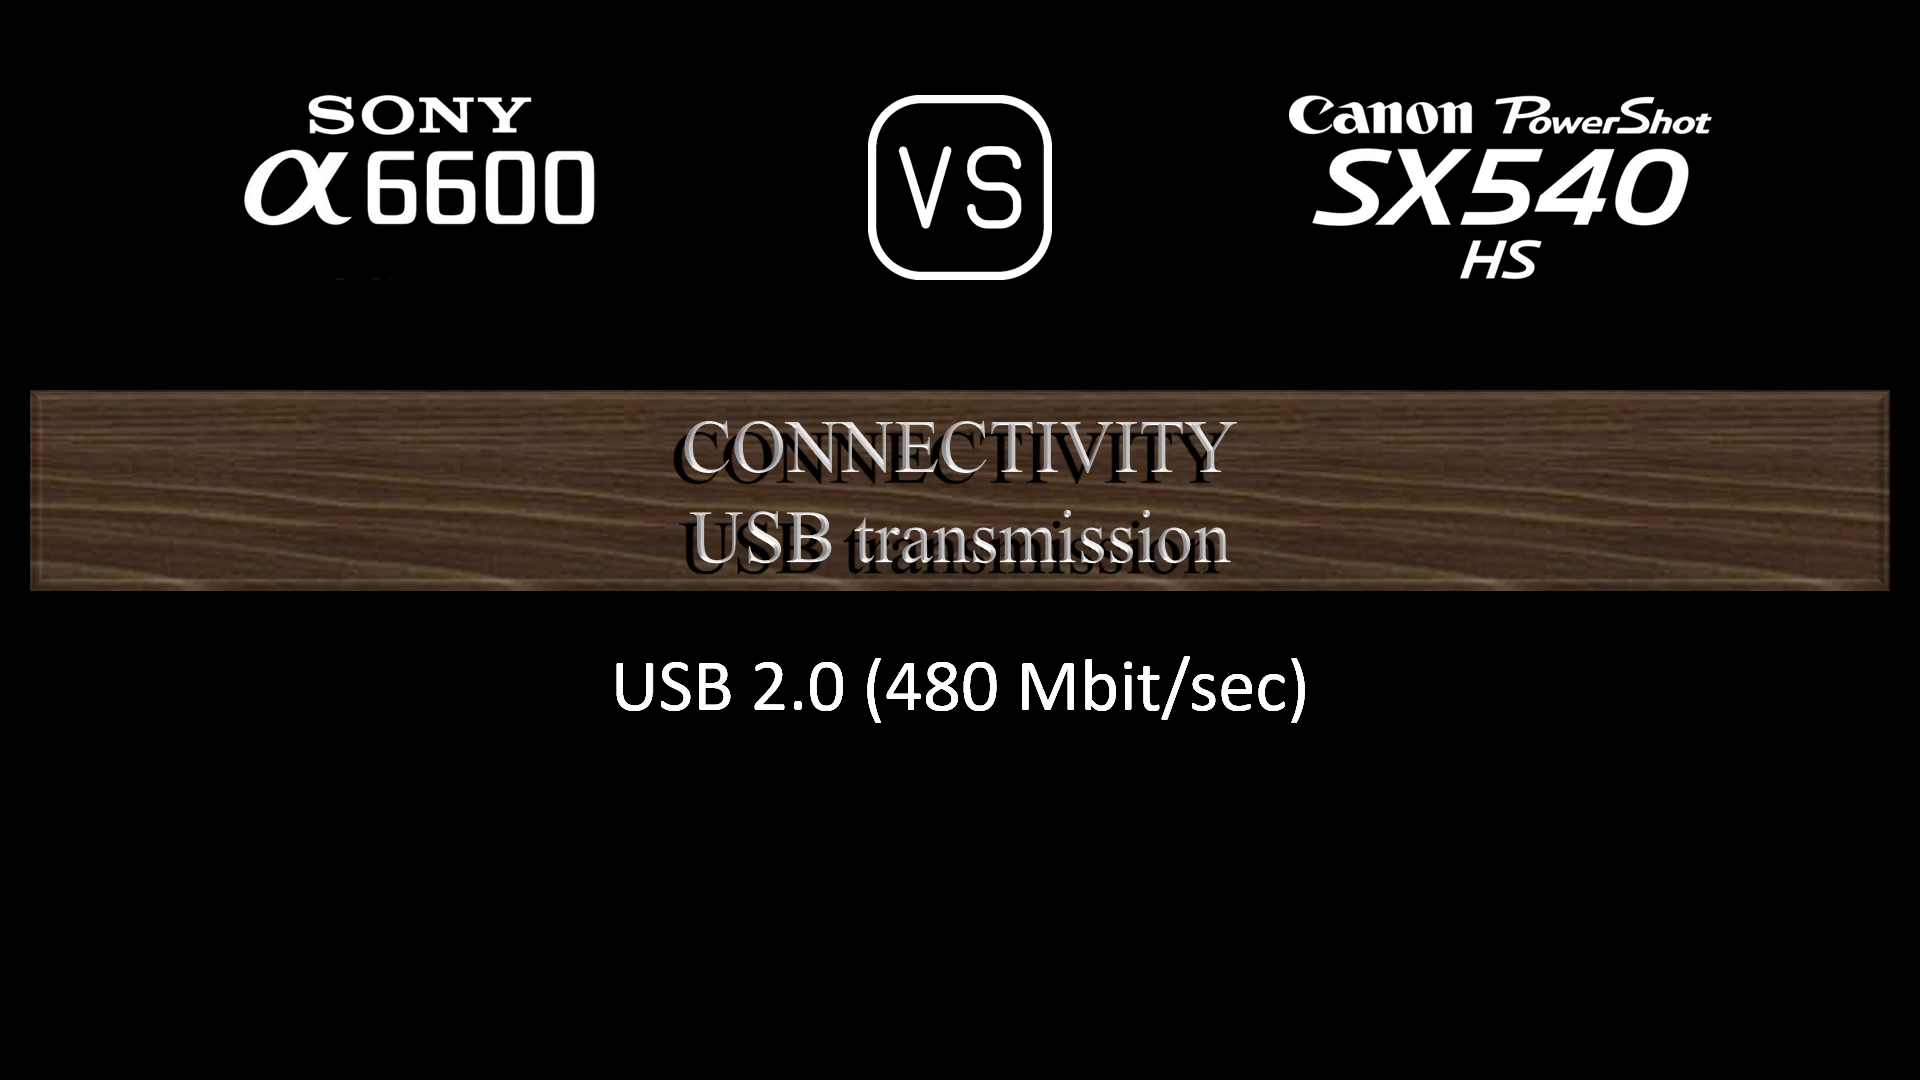 SONY
α6600
VS
Canon PowerShot
SX540
HS
CONNECTIVITY
USB transmission
USB 2.0 (480 Mbit/sec)